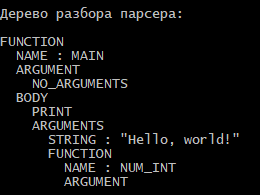 Дерево разбора парсера:
FUNCTION
NAME : MAIN
ARGUMENT
NO_ARGUMENTS
BODY
PRINT
ARGUMENTS
STRING : "Hello, world!"
FUNCTION
NAME : NUM_INT
ARGUMENT